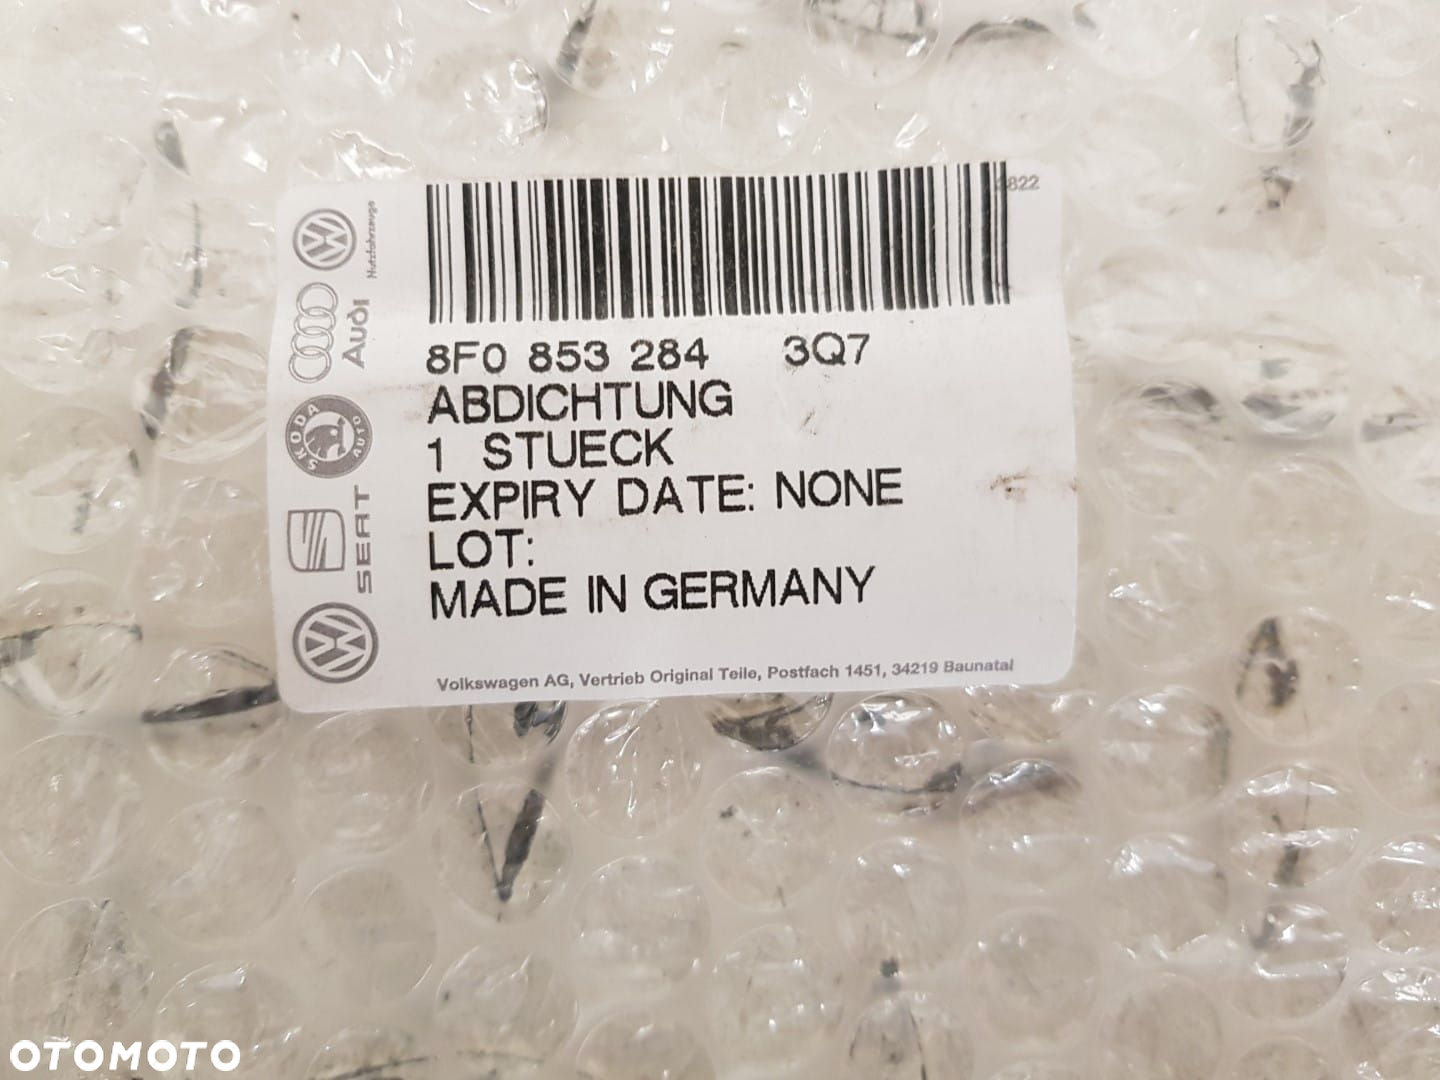 8F0 853 284 3Q7
ABDICHTUNG
1 STUECK
EXPIRY DATE: NONE
LOT:
MADE IN GERMANY
Volkswagen AG, Vertrieb Original Teile, Postfach 1451, 34219 Baunatal
Nutzfahrzeuge
Audi
SKODA
AUTO
SEAT
OTOMOTO